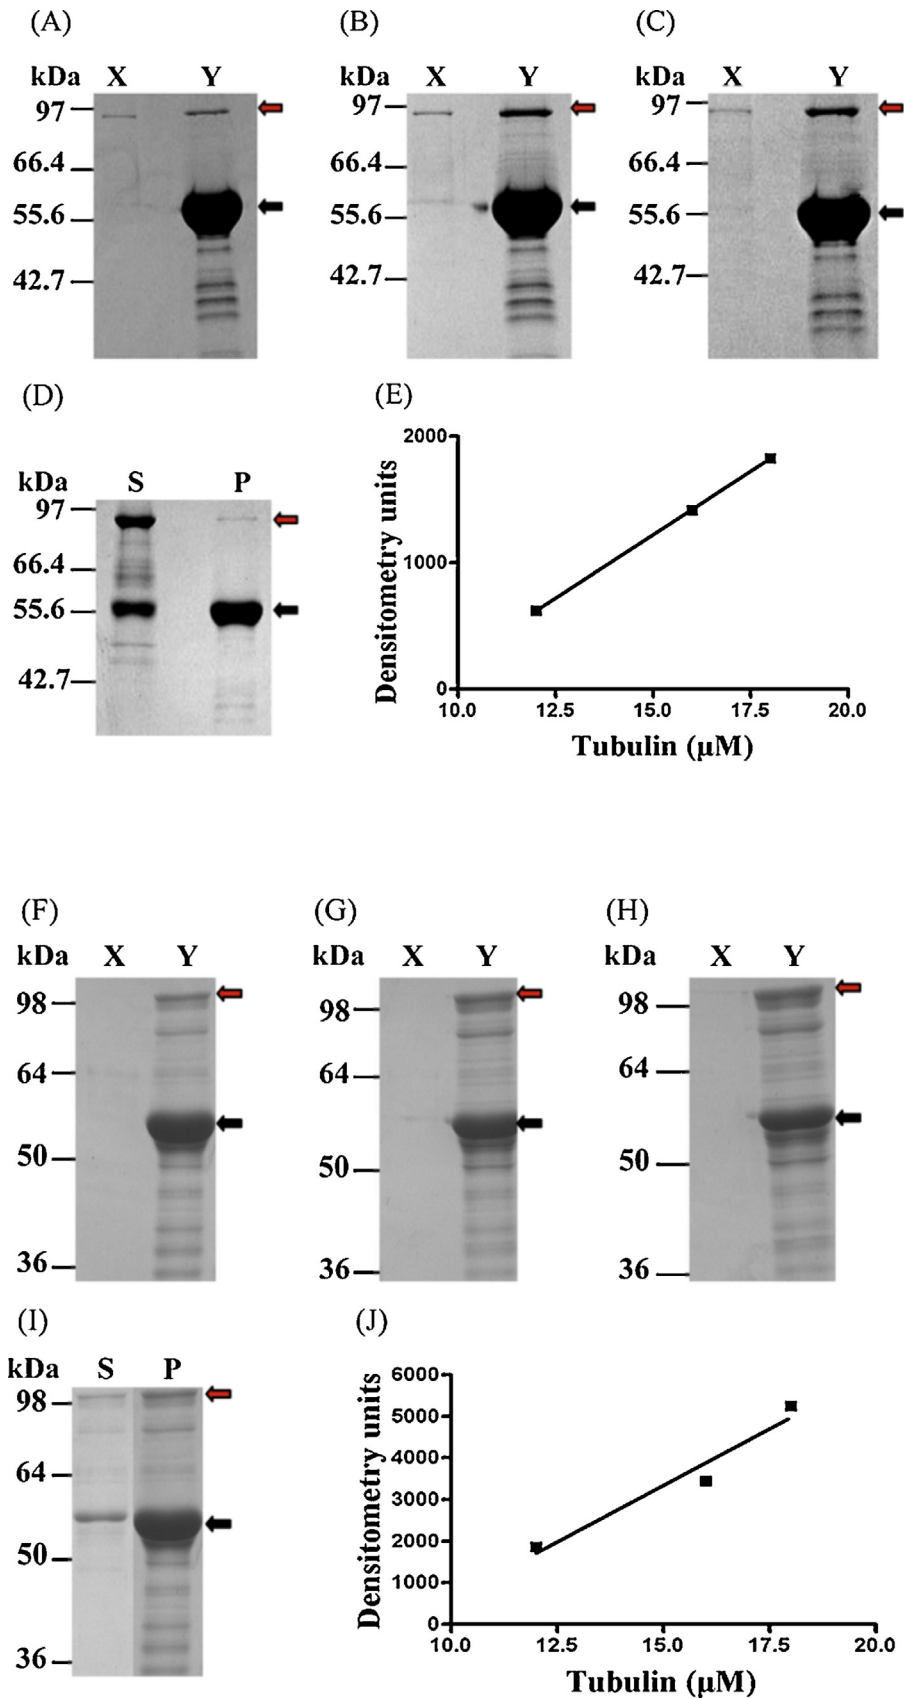 (A) (B) (C)
kDa X Y kDa X Y kDa X Y
97 97 97
66.4 66.4 66.4
55.6 55.6 55.6
42.7 42.7 42.7
(D) (E)
kDa S P
97
66.4
55.6
42.7
Densitometry units
2000
1000
0
10.0 12.5 15.0 17.5 20.0
Tubulin (μM)
(F) (G) (H)
kDa X Y kDa X Y kDa X Y
98 98 98
64 64 64
50 50 50
36 36 36
(I) (J)
kDa S P
98
64
50
36
Densitometry units
6000
5000
4000
3000
2000
1000
0
10.0 12.5 15.0 17.5 20.0
Tubulin (μM)